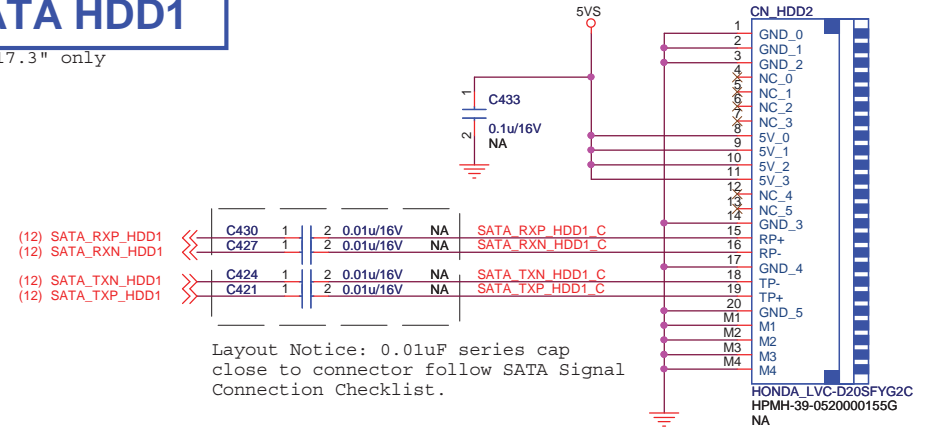 ATA HDD1
17.3" only
5VS
CN_HDD2
1 GND_0
2 GND_1
3 GND_2
4 NC_0
5 NC_1
6 NC_2
7 NC_3
8 5V_0
9 5V_1
10 5V_2
11 5V_3
12 NC_4
13 NC_5
14 GND_3
15 RP+
16 RP-
17 GND_4
18 TP-
19 TP+
20 GND_5
M1 M1
M2 M2
M3 M3
M4 M4
HONDA_LVC-D20SFYG2C
HPMH-39-0520000155G
NA
1
C433
0.1u/16V
2
NA
(12) SATA_RXP_HDD1 C430 1 2 0.01u/16V NA SATA_RXP_HDD1_C
(12) SATA_RXN_HDD1 C427 1 2 0.01u/16V NA SATA_RXN_HDD1_C
(12) SATA_TXN_HDD1 C424 1 2 0.01u/16V NA SATA_TXN_HDD1_C
(12) SATA_TXP_HDD1 C421 1 2 0.01u/16V NA SATA_TXP_HDD1_C
Layout Notice: 0.01uF series cap
close to connector follow SATA Signal
Connection Checklist.